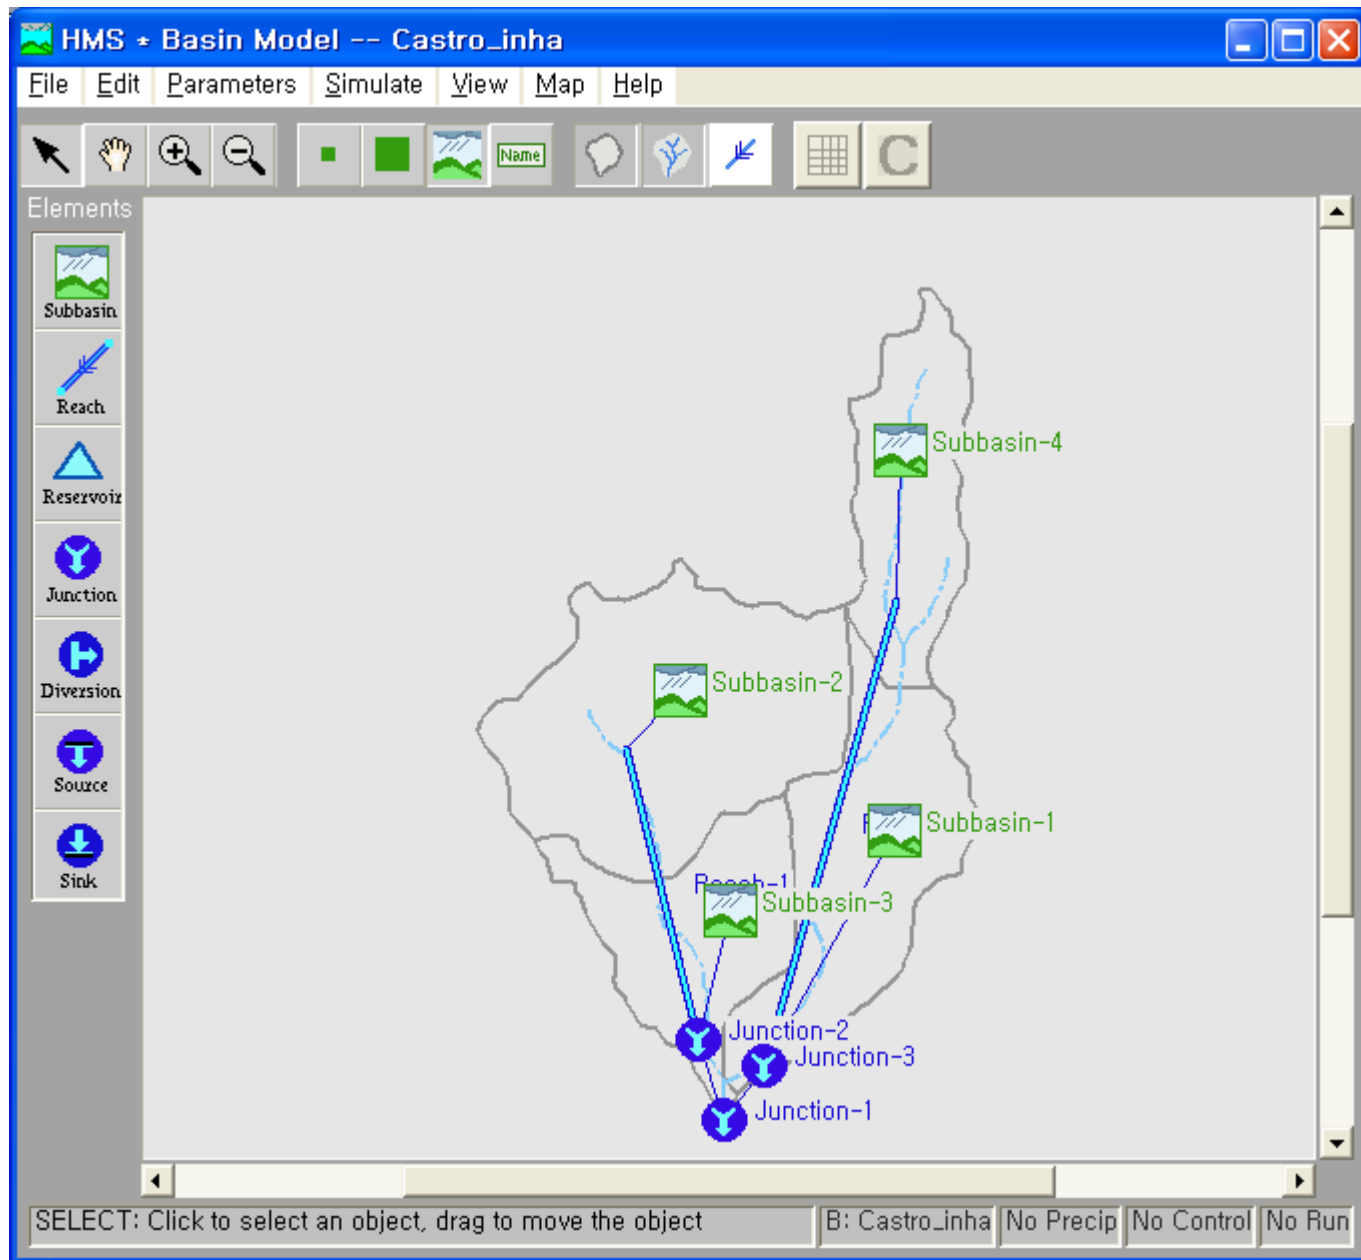 HMS * Basin Model -- Castro_inha
File Edit Parameters Simulate View Map Help
Name
C
Elements
Subbasin
Reach
Reservoir
Junction
Diversion
Source
Sink
Subbasin-4
Subbasin-2
Subbasin-1
Reach-1
Subbasin-3
Junction-2
Junction-3
Junction-1
SELECT: Click to select an object, drag to move the object
B: Castro_inha
No Precip
No Control
No Run